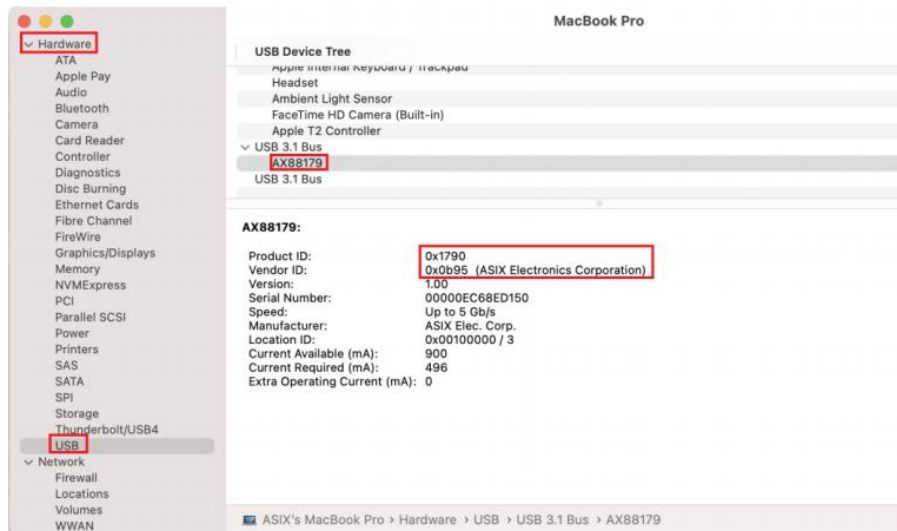 MacBook Pro
Hardware
ATA
Apple Pay
Audio
Bluetooth
Camera
Card Reader
Controller
Diagnostics
Disc Burning
Ethernet Cards
Fibre Channel
FireWire
Graphics/Displays
Memory
NVMExpress
PCI
Parallel SCSI
Power
Printers
SAS
SATA
SPI
Storage
Thunderbolt/USB4
USB
Network
Firewall
Locations
Volumes
WWAN
USB Device Tree
Apple Internal Keyboard / Trackpad
Headset
Ambient Light Sensor
FaceTime HD Camera (Built-in)
Apple T2 Controller
USB 3.1 Bus
AX88179
USB 3.1 Bus
AX88179:
Product ID: 0x1790
Vendor ID: 0x0b95 (ASIX Electronics Corporation)
Version: 1.00
Serial Number: 00000EC68ED150
Speed: Up to 5 Gb/s
Manufacturer: ASIX Elec. Corp.
Location ID: 0x00100000 / 3
Current Available (mA): 900
Current Required (mA): 496
Extra Operating Current (mA): 0
ASIX's MacBook Pro › Hardware › USB › USB 3.1 Bus › AX88179